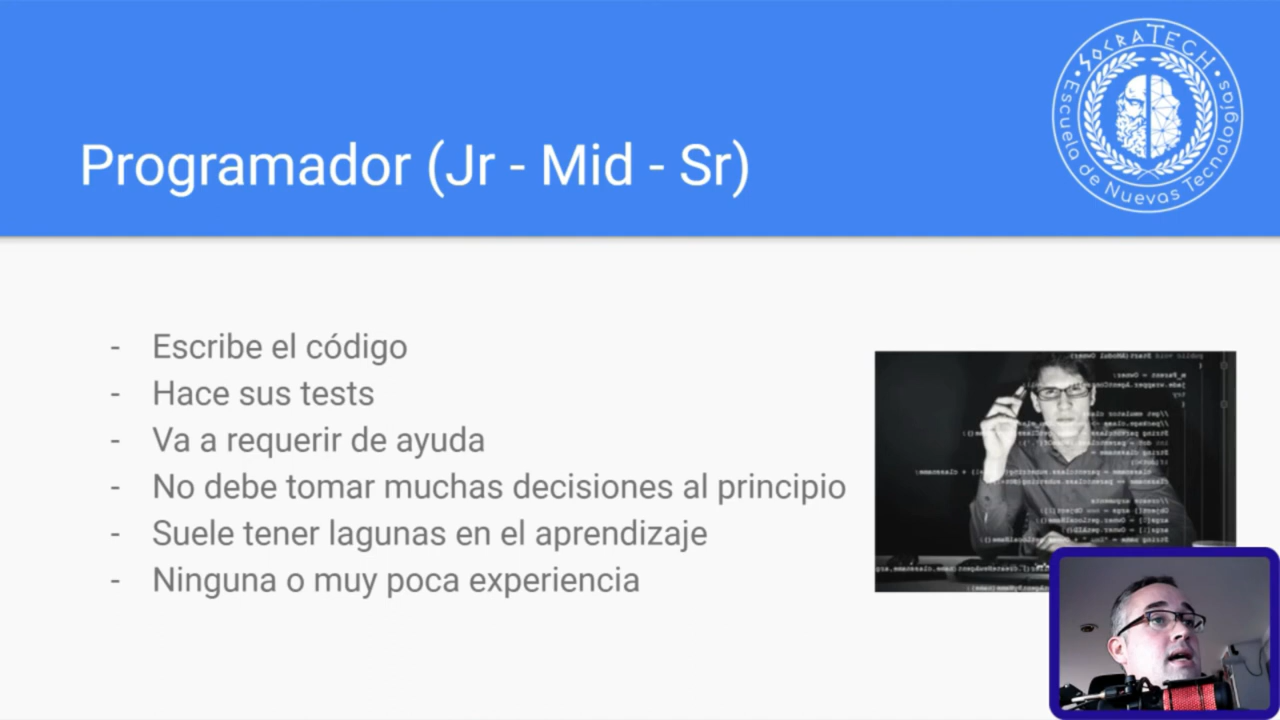 SOCRATECH
Escuela de Nuevas Tecnologías
Programador (Jr - Mid - Sr)
- Escribe el código
- Hace sus tests
- Va a requerir de ayuda
- No debe tomar muchas decisiones al principio
- Suele tener lagunas en el aprendizaje
- Ninguna o muy poca experiencia